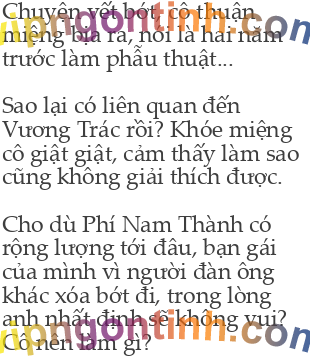 Chuyện vết bớt, cô thuận
miệng bịa ra, nói là hai năm
trước làm phẫu thuật...
Sao lại có liên quan đến
Vương Trác rồi? Khóe miệng
cô giật giật, cảm thấy làm sao
cũng không giải thích được.
Cho dù Phí Nam Thành có
rộng lượng tới đâu, bạn gái
của mình vì người đàn ông
khác xóa bớt đi, trong lòng
anh nhất định sẽ không vui?
Cô nên làm gì?
vipngontinh.com
vipngontinh.com